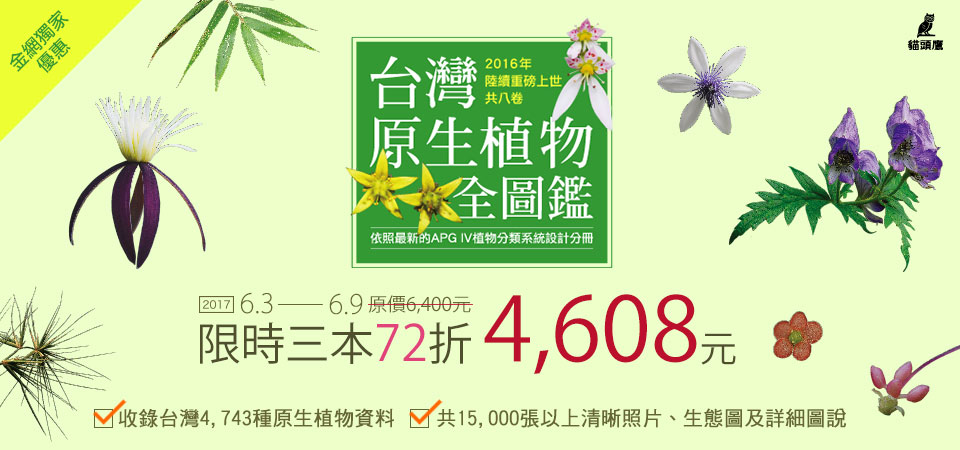 金網獨家
優惠
貓頭鷹
台灣
2016年
陸續重磅上世
共八卷
原生植物
全圖鑑
依照最新的APG IV植物分類系統設計分冊
2017 6.3——6.9 原價6,400元
限時三本72折 4,608元
收錄台灣4,743種原生植物資料 共15,000張以上清晰照片、生態圖及詳細圖說